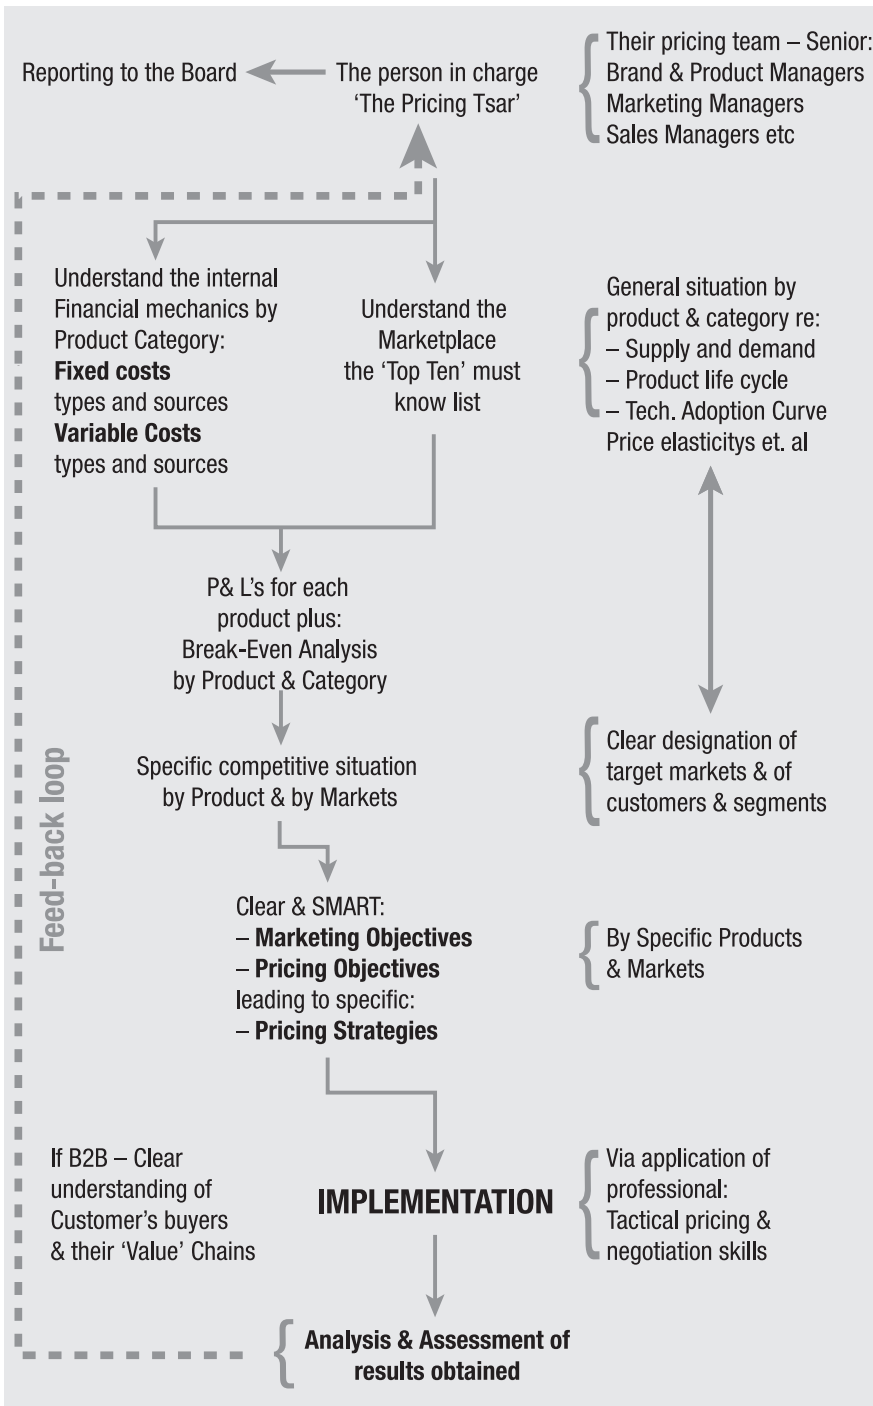 Reporting to the Board
The person in charge
‘The Pricing Tsar’
Their pricing team – Senior:
Brand & Product Managers
Marketing Managers
Sales Managers etc
Understand the internal
Financial mechanics by
Product Category:
Fixed costs
types and sources
Variable Costs
types and sources
Understand the
Marketplace
the ‘Top Ten’ must
know list
General situation by
product & category re:
– Supply and demand
– Product life cycle
– Tech. Adoption Curve
Price elasticitys et. al
P& L’s for each
product plus:
Break-Even Analysis
by Product & Category
Specific competitive situation
by Product & by Markets
Clear designation of
target markets & of
customers & segments
Feed-back loop
Clear & SMART:
– Marketing Objectives
– Pricing Objectives
leading to specific:
– Pricing Strategies
By Specific Products
& Markets
If B2B – Clear
understanding of
Customer’s buyers
& their ‘Value’ Chains
IMPLEMENTATION
Via application of
professional:
Tactical pricing &
negotiation skills
Analysis & Assessment of
results obtained